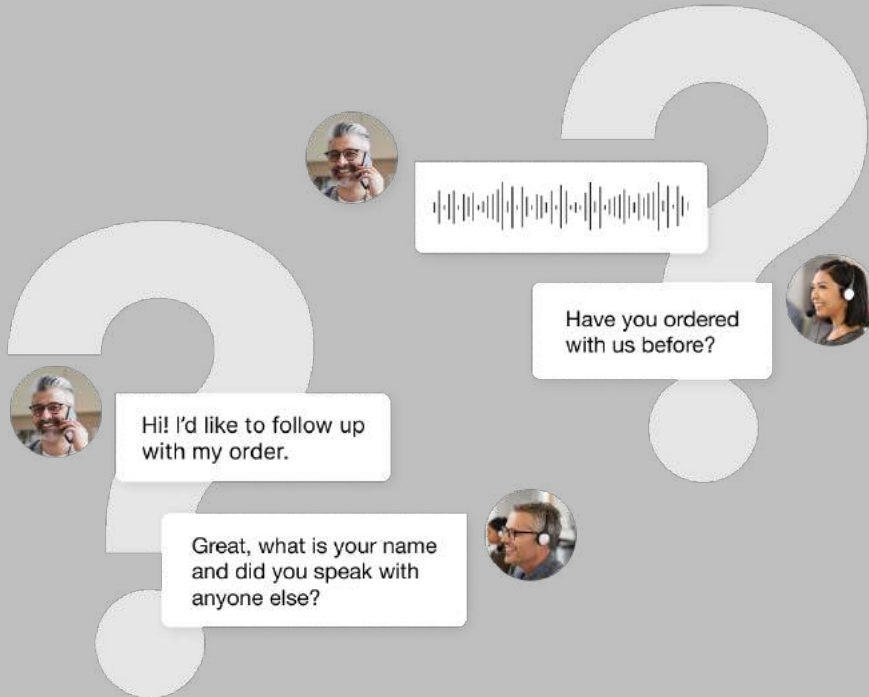 Have you ordered
with us before?
Hi! I'd like to follow up
with my order.
Great, what is your name
and did you speak with
anyone else?